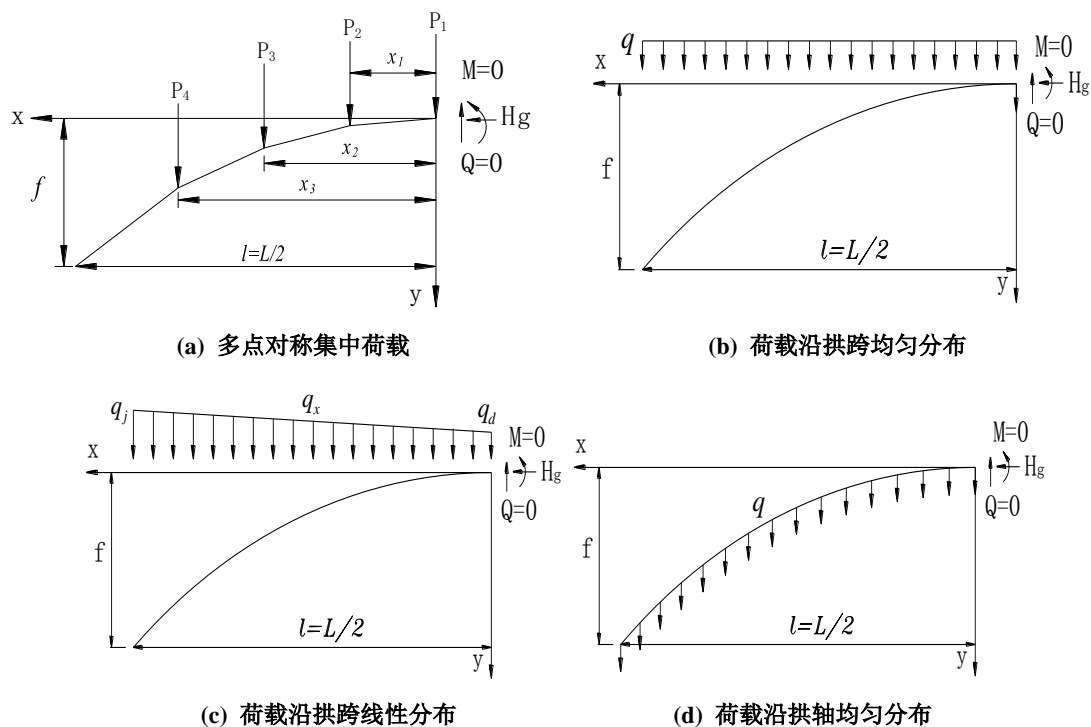 P1
P2
x1
P3
M=0
P4
x
Hg
x2
Q=0
x3
f
l=L/2
y
(a) 多点对称集中荷载
q
M=0
x
Hg
Q=0
f
l=L/2
y
(b) 荷载沿拱跨均匀分布
qj
qx
qd
M=0
x
Hg
Q=0
f
l=L/2
y
(c) 荷载沿拱跨线性分布
M=0
x
Hg
q
Q=0
f
l=L/2
y
(d) 荷载沿拱轴均匀分布